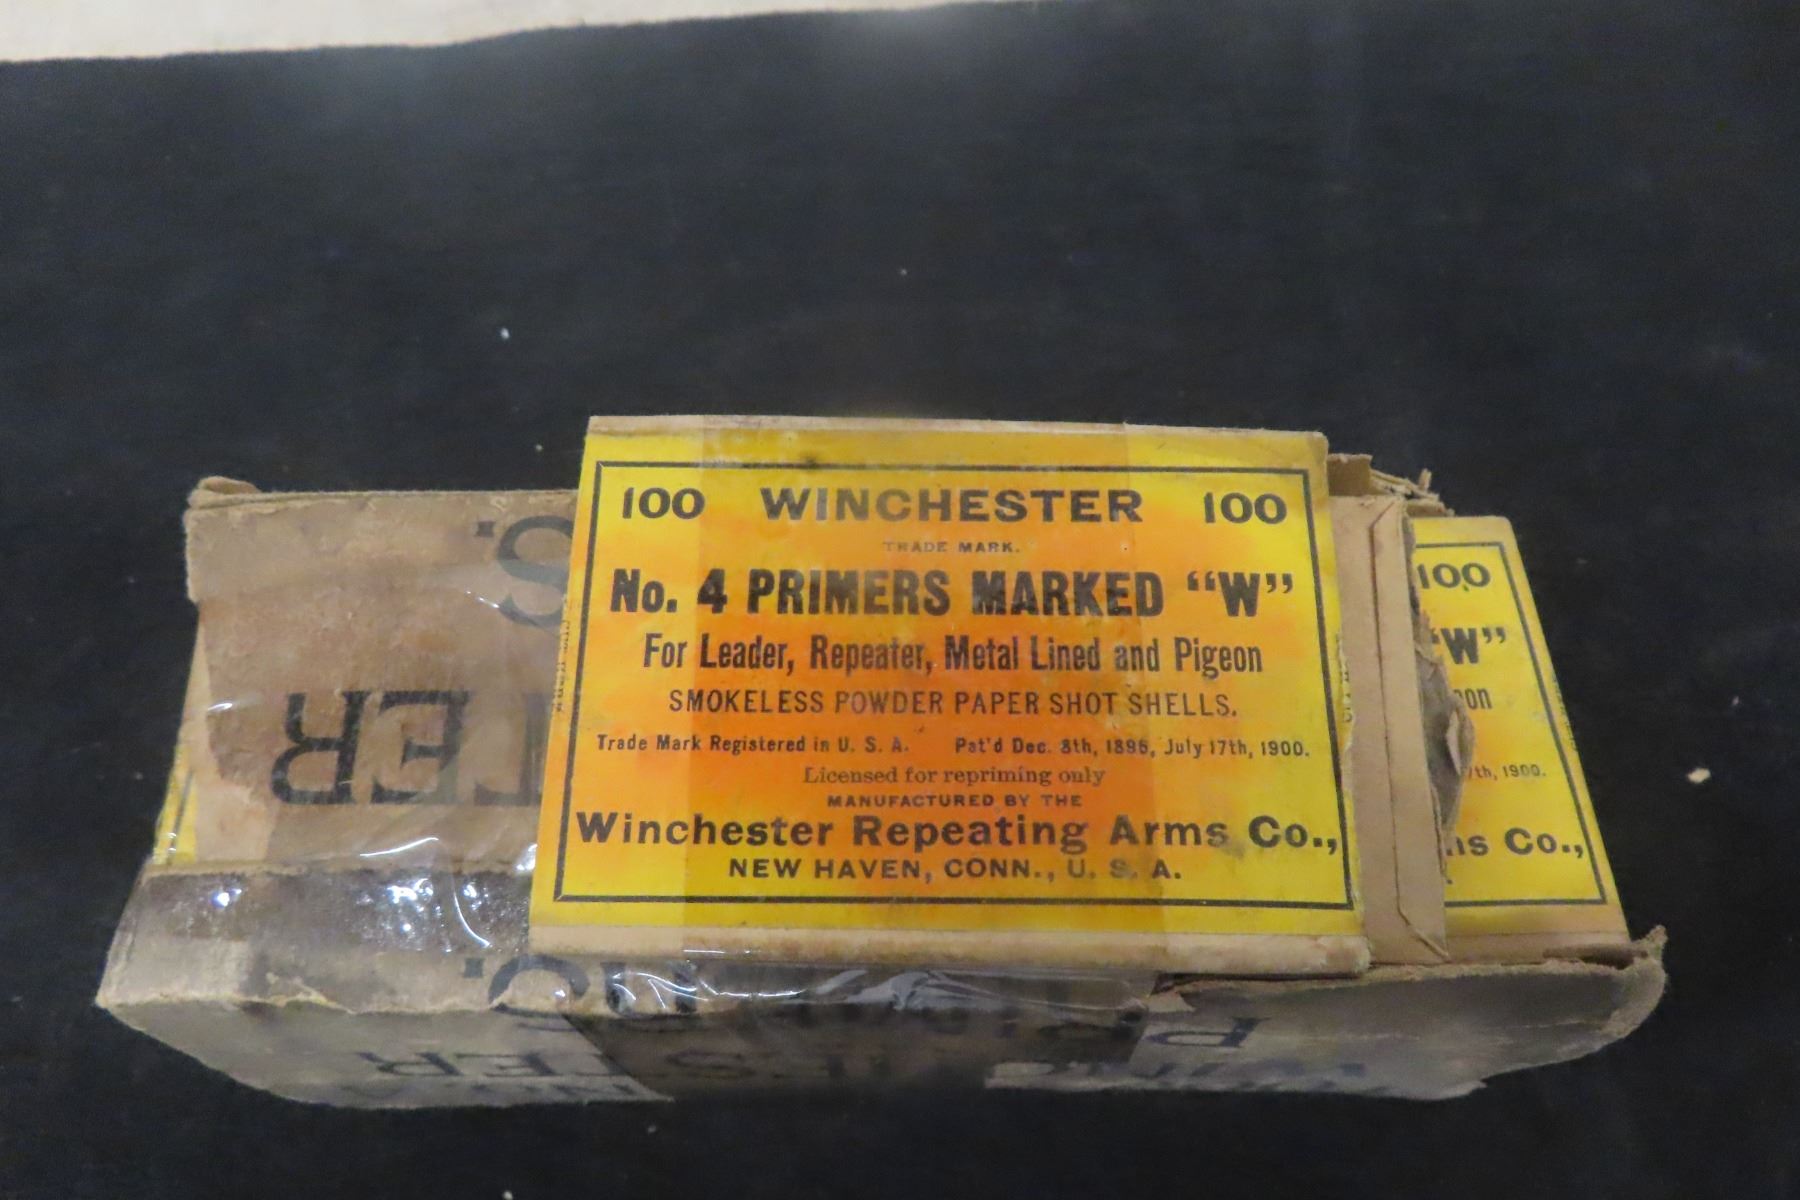 100 WINCHESTER 100
TRADE MARK.
No. 4 PRIMERS MARKED “W”
For Leader, Repeater, Metal Lined and Pigeon
SMOKELESS POWDER PAPER SHOT SHELLS.
Trade Mark Registered in U. S. A. Pat'd Dec. 8th, 1896, July 17th, 1900.
Licensed for repriming only
MANUFACTURED BY THE
Winchester Repeating Arms Co.,
NEW HAVEN, CONN., U. S. A.
100
“W”
1900.
Co.,